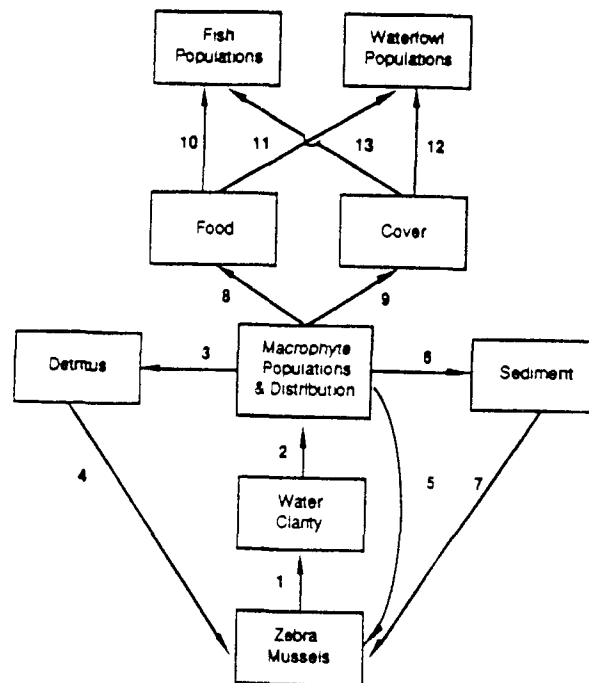 Fish
Populations
Waterfowl
Populations
10
11
13
12
Food
Cover
8
9
Detritus
3
Macrophyte
Populations
& Distribution
6
Sediment
4
2
5
7
Water
Clarity
1
Zebra
Mussels